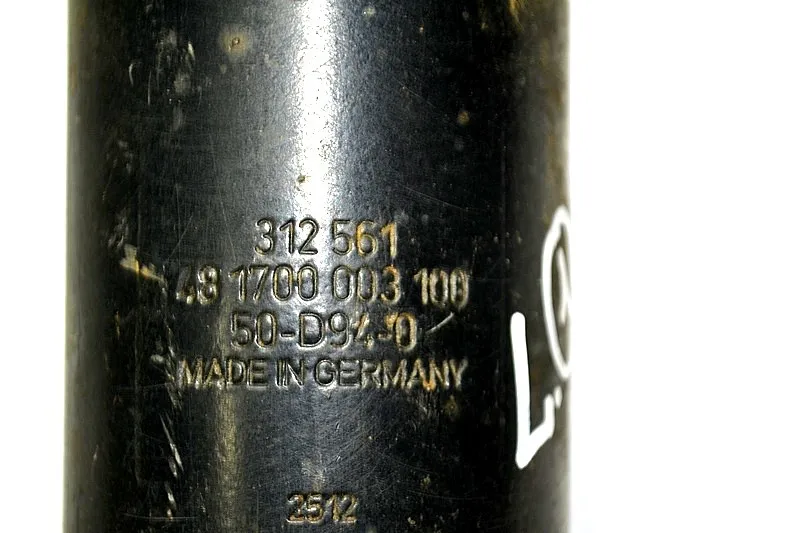 312 561
48 1700 003 100
50-D94-0
MADE IN GERMANY
2512
L.